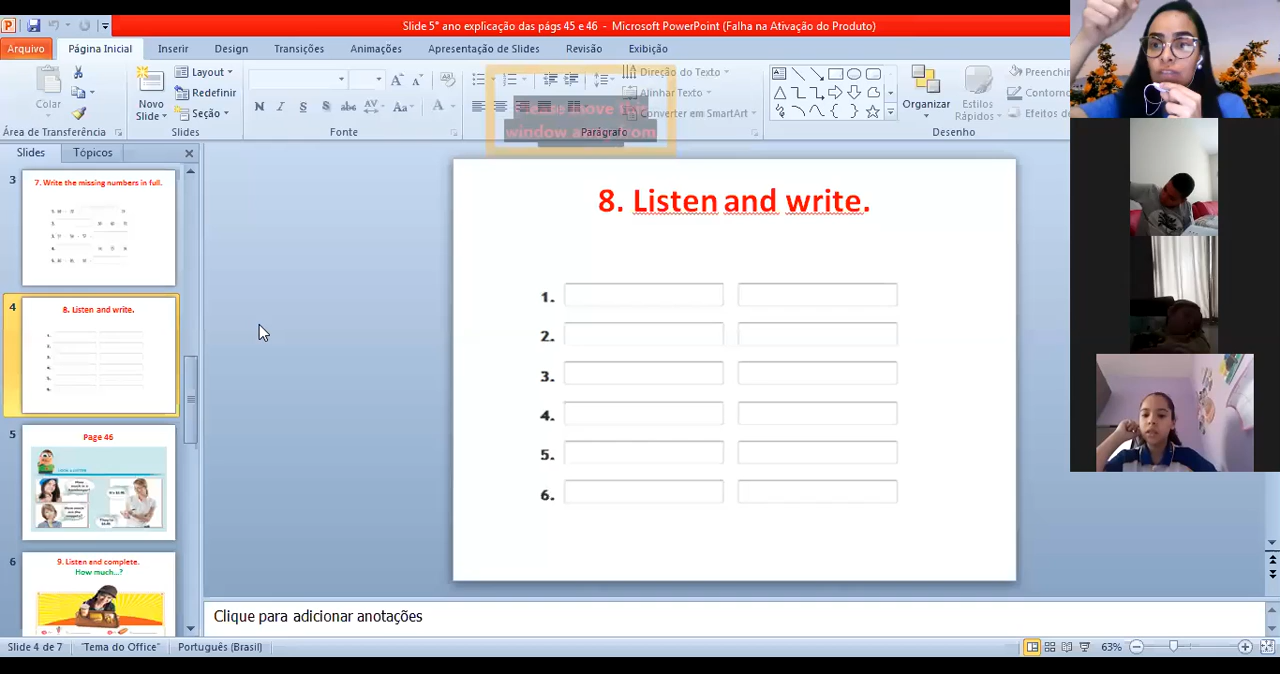 Slide 5° ano explicação das págs 45 e 46 - Microsoft PowerPoint (Falha na Ativação do Produto)
Arquivo Página Inicial Inserir Design Transições Animações Apresentação de Slides Revisão Exibição
Colar
Layout
Redefinir
Seção
Novo
Slide
N I S S abc AV Aa A
Direção do Texto
Alinhar Texto
Converter em SmartArt
move
window
Organizar
Estilos
Rápidos
Preenchi
Contorno
Efeitos d
Área de Transferência Slides Fonte Parágrafo Desenho
Slides Tópicos
3
7. Write the missing numbers in full.
4
8. Listen and write.
5
Page 46
6
9. Listen and complete.
How much...?
8. Listen and write.
1.
2.
3.
4.
5.
6.
Clique para adicionar anotações
Slide 4 de 7 "Tema do Office" Português (Brasil) 63%